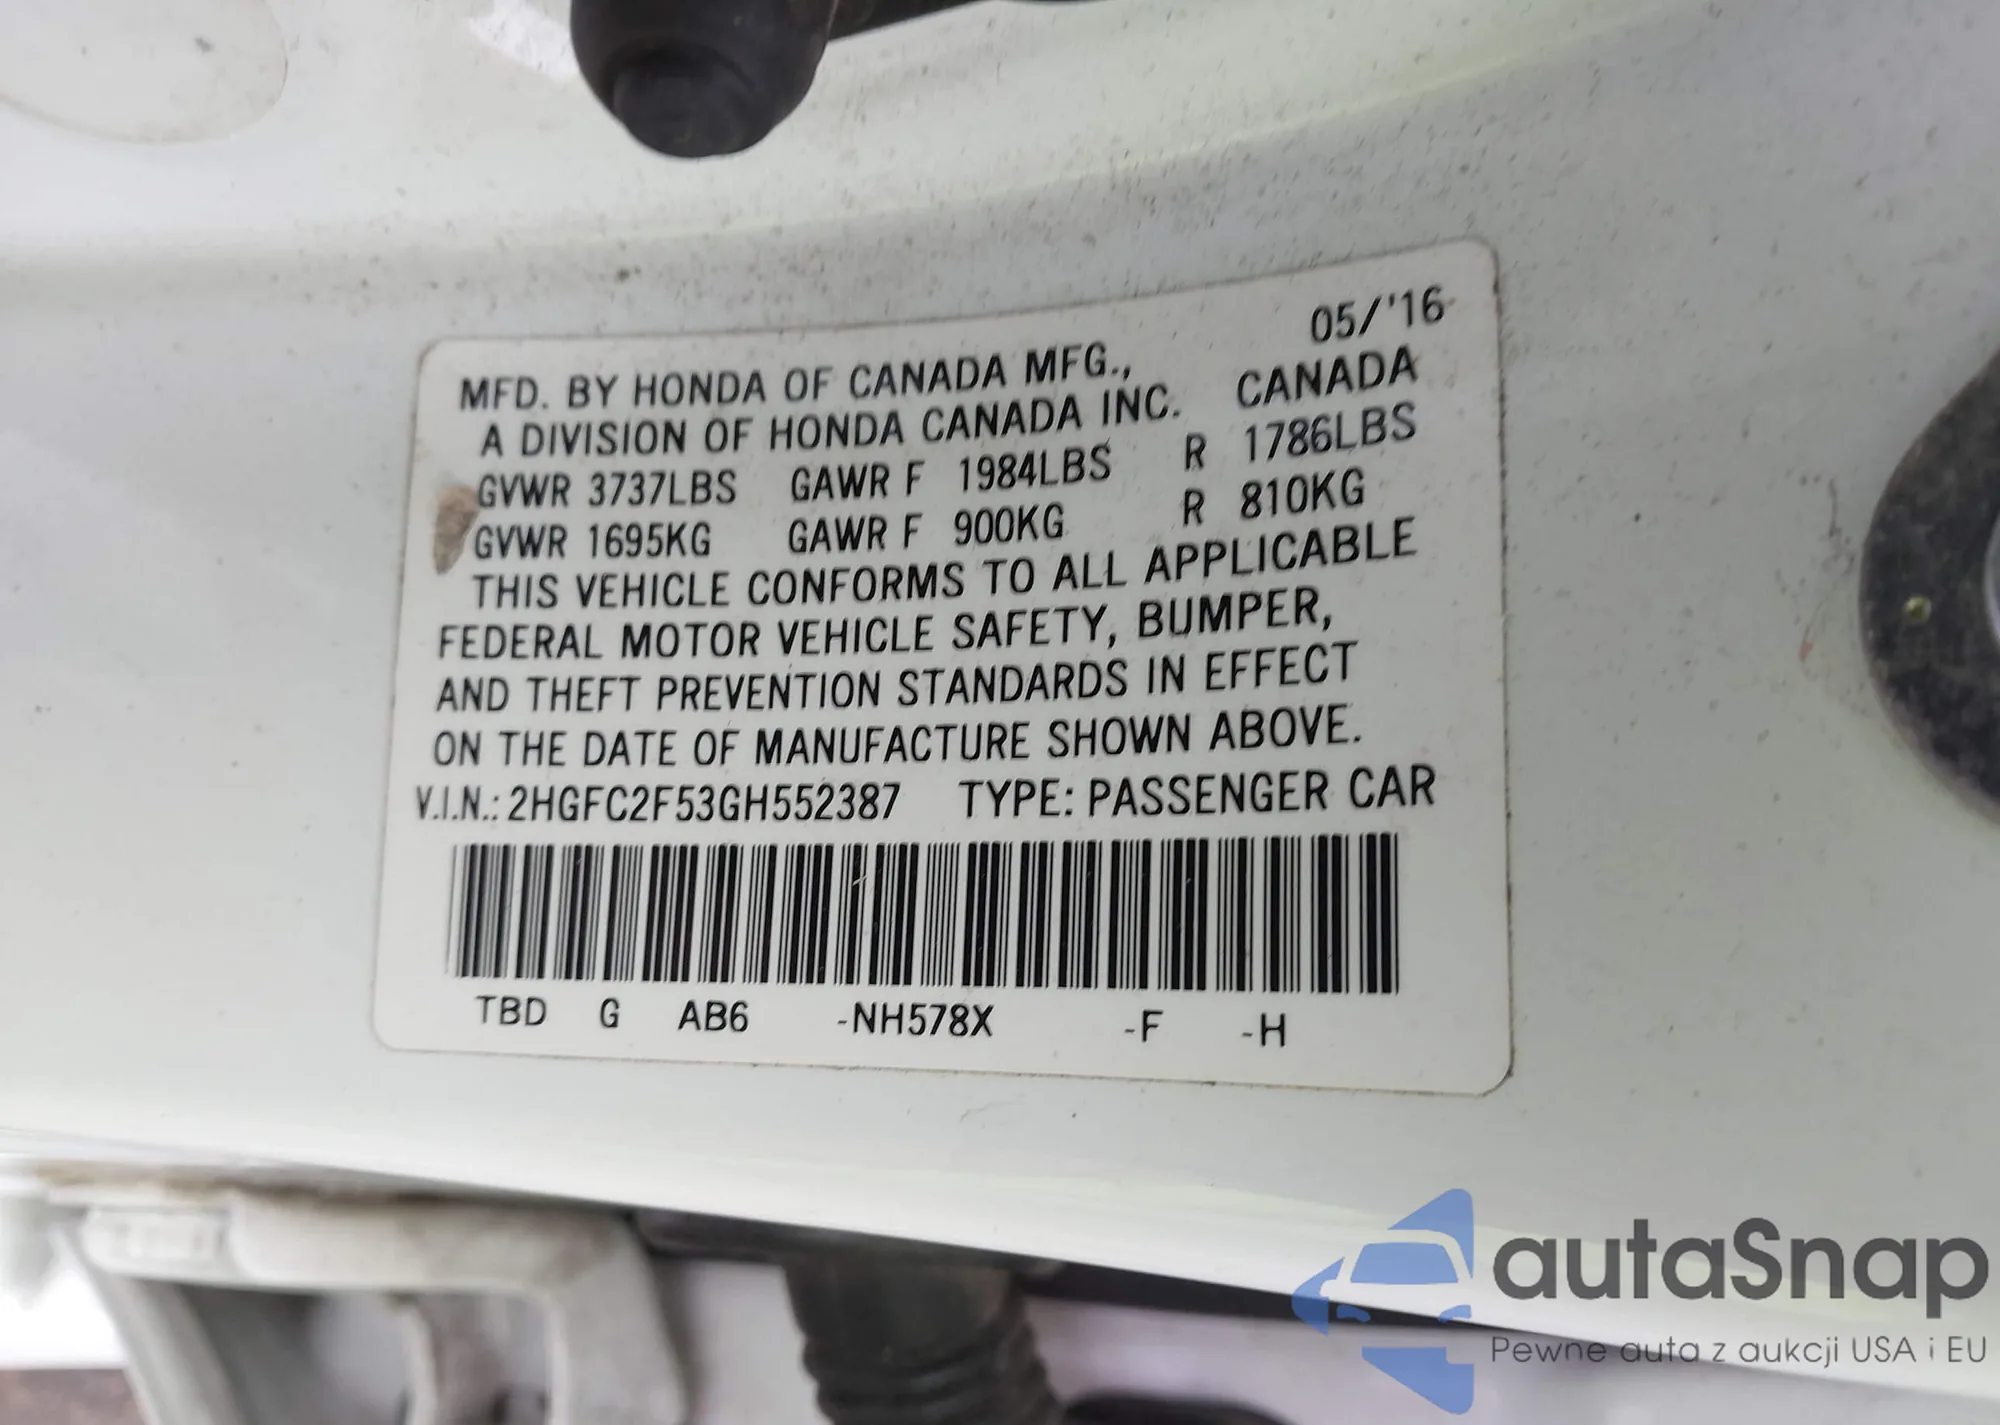 05/'16
MFD. BY HONDA OF CANADA MFG.,
A DIVISION OF HONDA CANADA INC. CANADA
GVWR 3737LBS GAWR F 1984LBS R 1786LBS
GVWR 1695KG GAWR F 900KG R 810KG
THIS VEHICLE CONFORMS TO ALL APPLICABLE
FEDERAL MOTOR VEHICLE SAFETY, BUMPER,
AND THEFT PREVENTION STANDARDS IN EFFECT
ON THE DATE OF MANUFACTURE SHOWN ABOVE.
V.I.N.: 2HGFC2F53GH552387 TYPE: PASSENGER CAR
TBD G AB6 -NH578X -F -H
autaSnap
Pewne auta z aukcji USA i EU